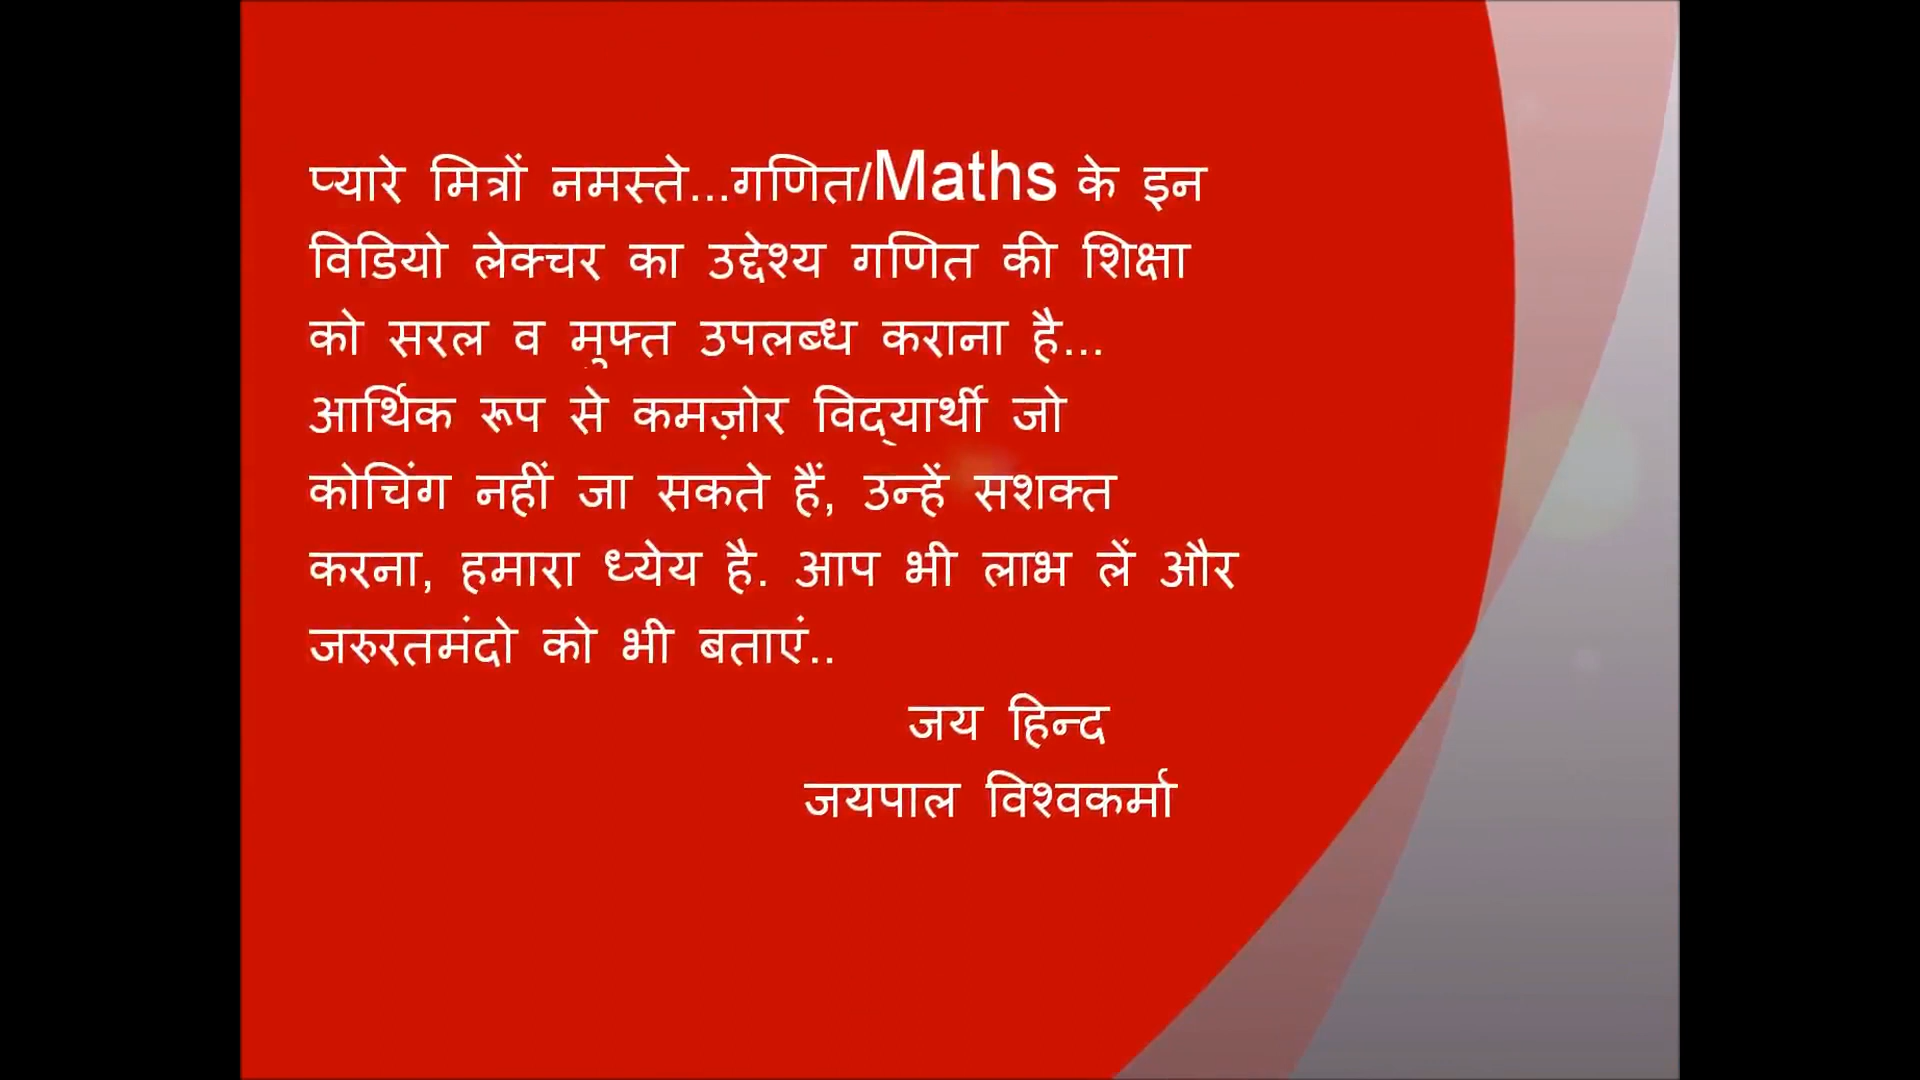 प्यारे मित्रों नमस्ते...गणित/Maths के इन
विडियो लेक्चर का उद्देश्य गणित की शिक्षा
को सरल व मुफ्त उपलब्ध कराना है...
आर्थिक रूप से कमज़ोर विद्यार्थी जो
कोचिंग नहीं जा सकते हैं, उन्हें सशक्त
करना, हमारा ध्येय है. आप भी लाभ लें और
जरुरतमंदो को भी बताएं..
जय हिन्द
जयपाल विश्वकर्मा